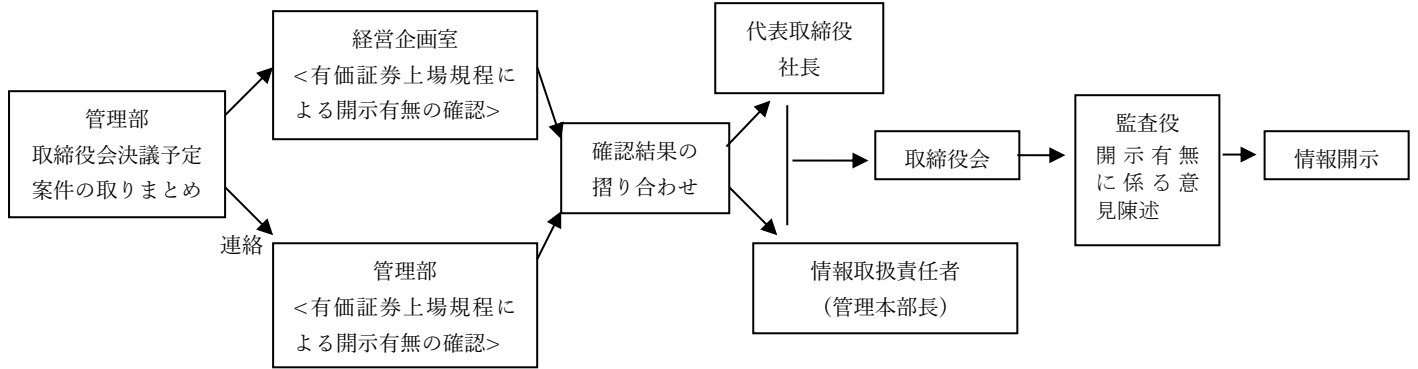 管理部
取締役会決議予定
案件の取りまとめ
連絡
経営企画室
<有価証券上場規程に
よる開示有無の確認>
管理部
<有価証券上場規程に
よる開示有無の確認>
確認結果の
摺り合わせ
代表取締役
社長
情報取扱責任者
（管理本部長）
取締役会
監査役
開示有無
に係る意
見陳述
情報開示